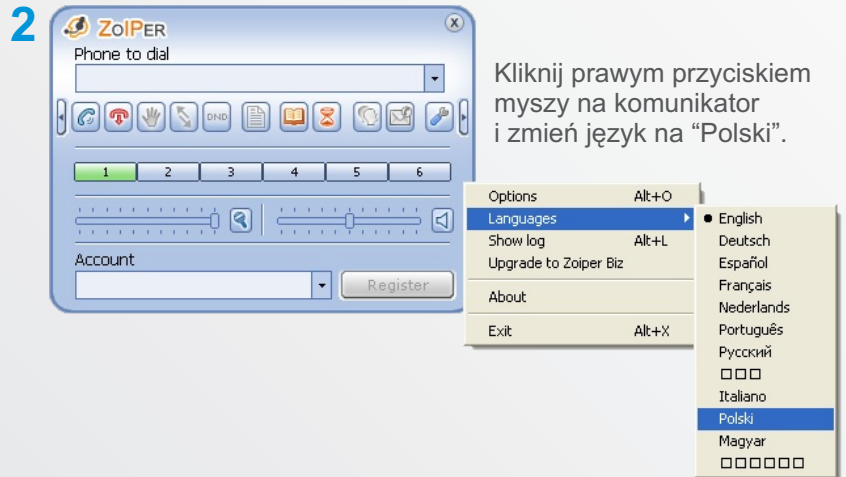 2
ZOIPER
Phone to dial
Kliknij prawym przyciskiem
myszy na komunikator
i zmień język na “Polski”.
DND
1 2 3 4 5 6
Account
Register
Options Alt+O
Languages
Show log Alt+L
Upgrade to Zoiper Biz
About
Exit Alt+X
English
Deutsch
Español
Français
Nederlands
Português
Русский
□□□
Italiano
Polski
Magyar
□□□□□□